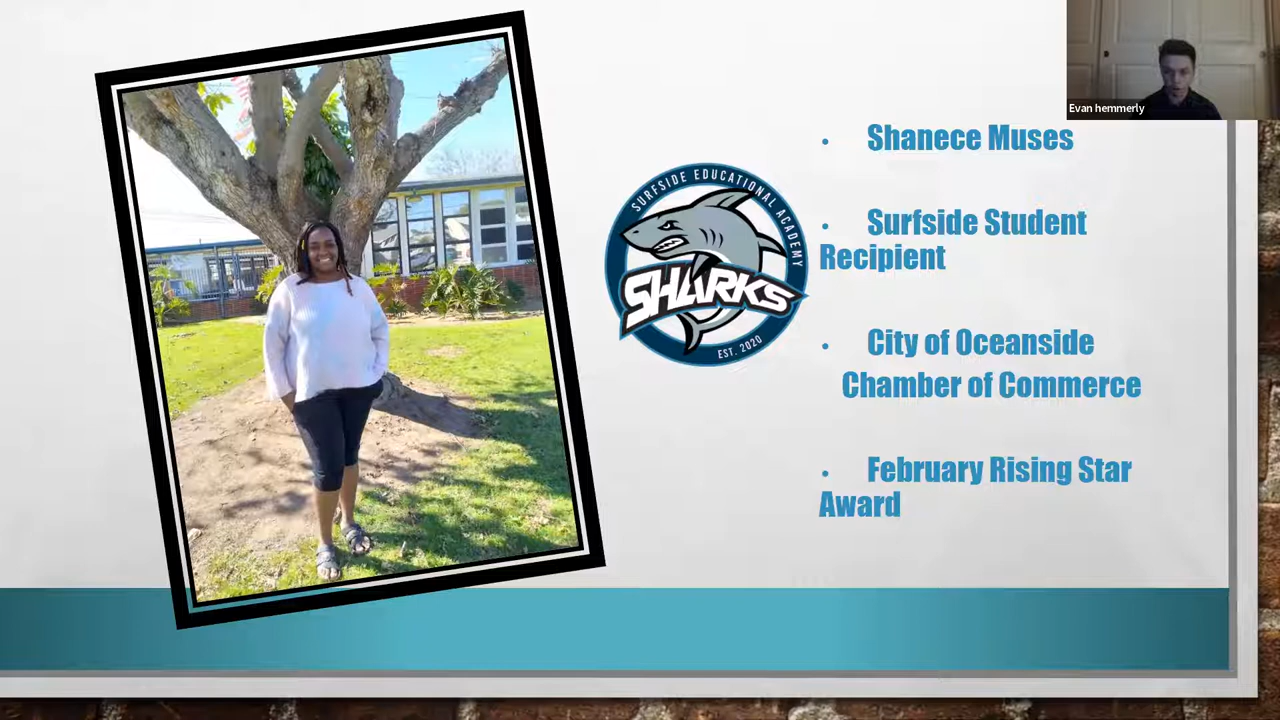 Evan hemmerly
• Shanece Muses
SURFSIDE EDUCATIONAL ACADEMY
SHARKS
EST. 2020
• Surfside Student
Recipient
• City of Oceanside
Chamber of Commerce
• February Rising Star
Award